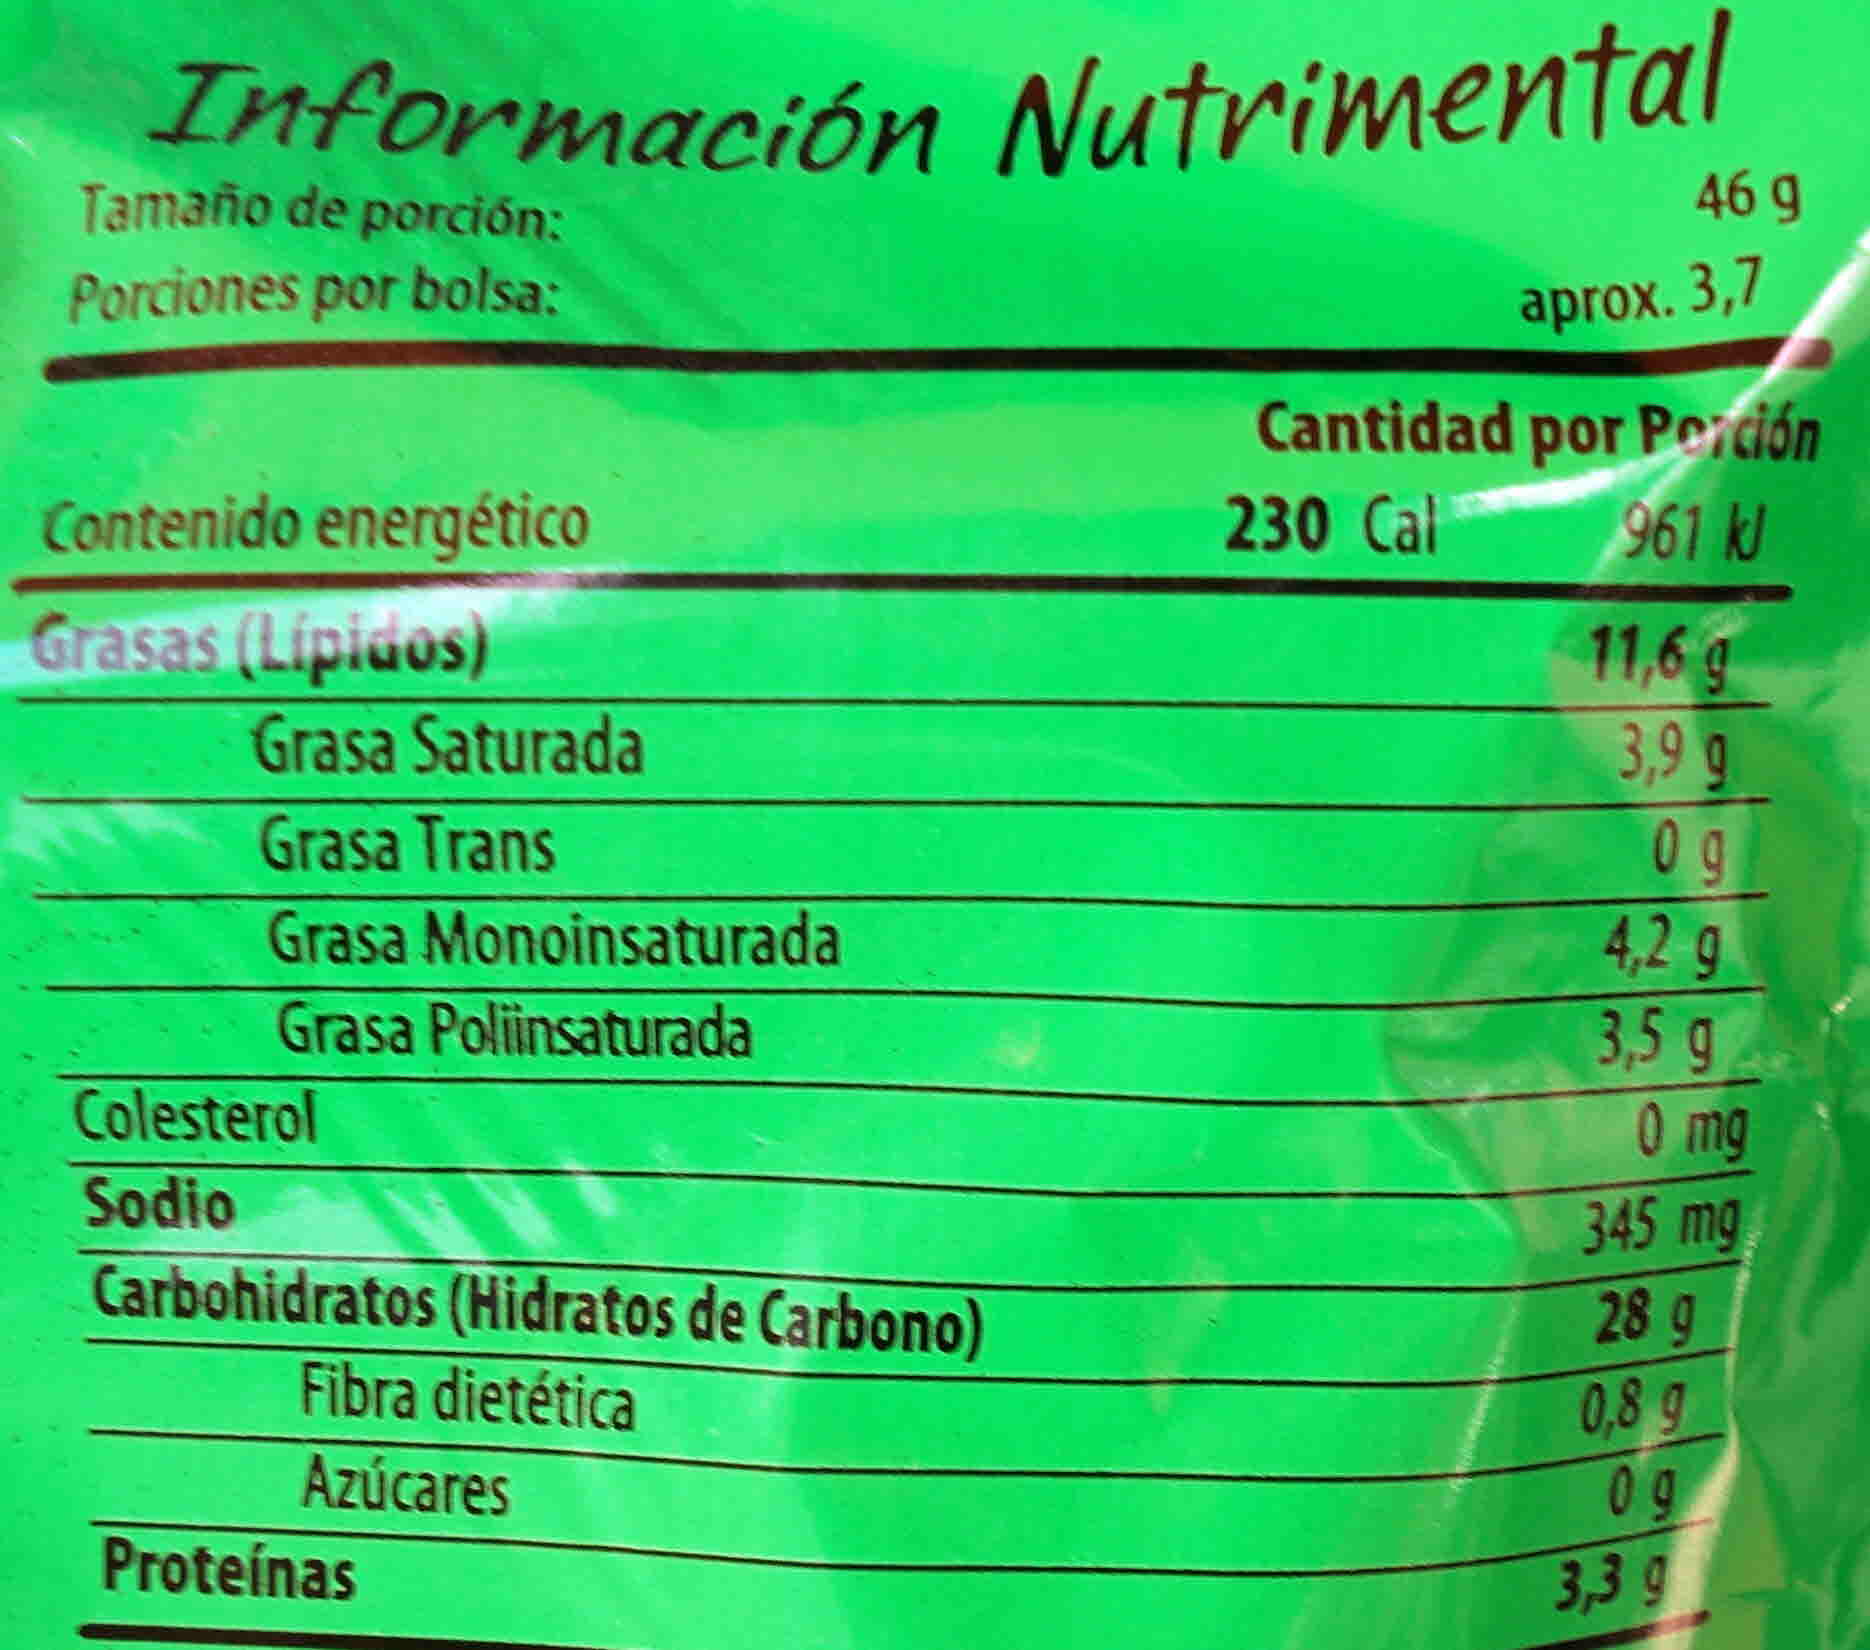 Información Nutrimental
Tamaño de porción: 46 g
Porciones por bolsa: aprox. 3,7
Cantidad por Porción
Contenido energético 230 Cal 961 kJ
Grasas (Lípidos) 11,6 g
Grasa Saturada 3,9 g
Grasa Trans 0 g
Grasa Monoinsaturada 4,2 g
Grasa Poliinsaturada 3,5 g
Colesterol 0 mg
Sodio 345 mg
Carbohidratos (Hidratos de Carbono) 28 g
Fibra dietética 0,8 g
Azúcares 0 g
Proteínas 3,3 g